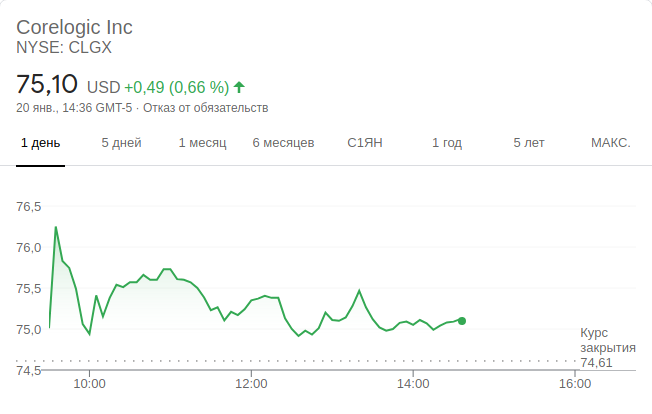 Corelogic Inc
NYSE: CLGX
75,10 USD +0,49 (0,66 %)
20 янв., 14:36 GMT-5 · Отказ от обязательств
1 день 5 дней 1 месяц 6 месяцев С1ЯН 1 год 5 лет МАКС.
76,5
76,0
75,5
75,0
74,5
Курс
закрытия
74,61
10:00 12:00 14:00 16:00